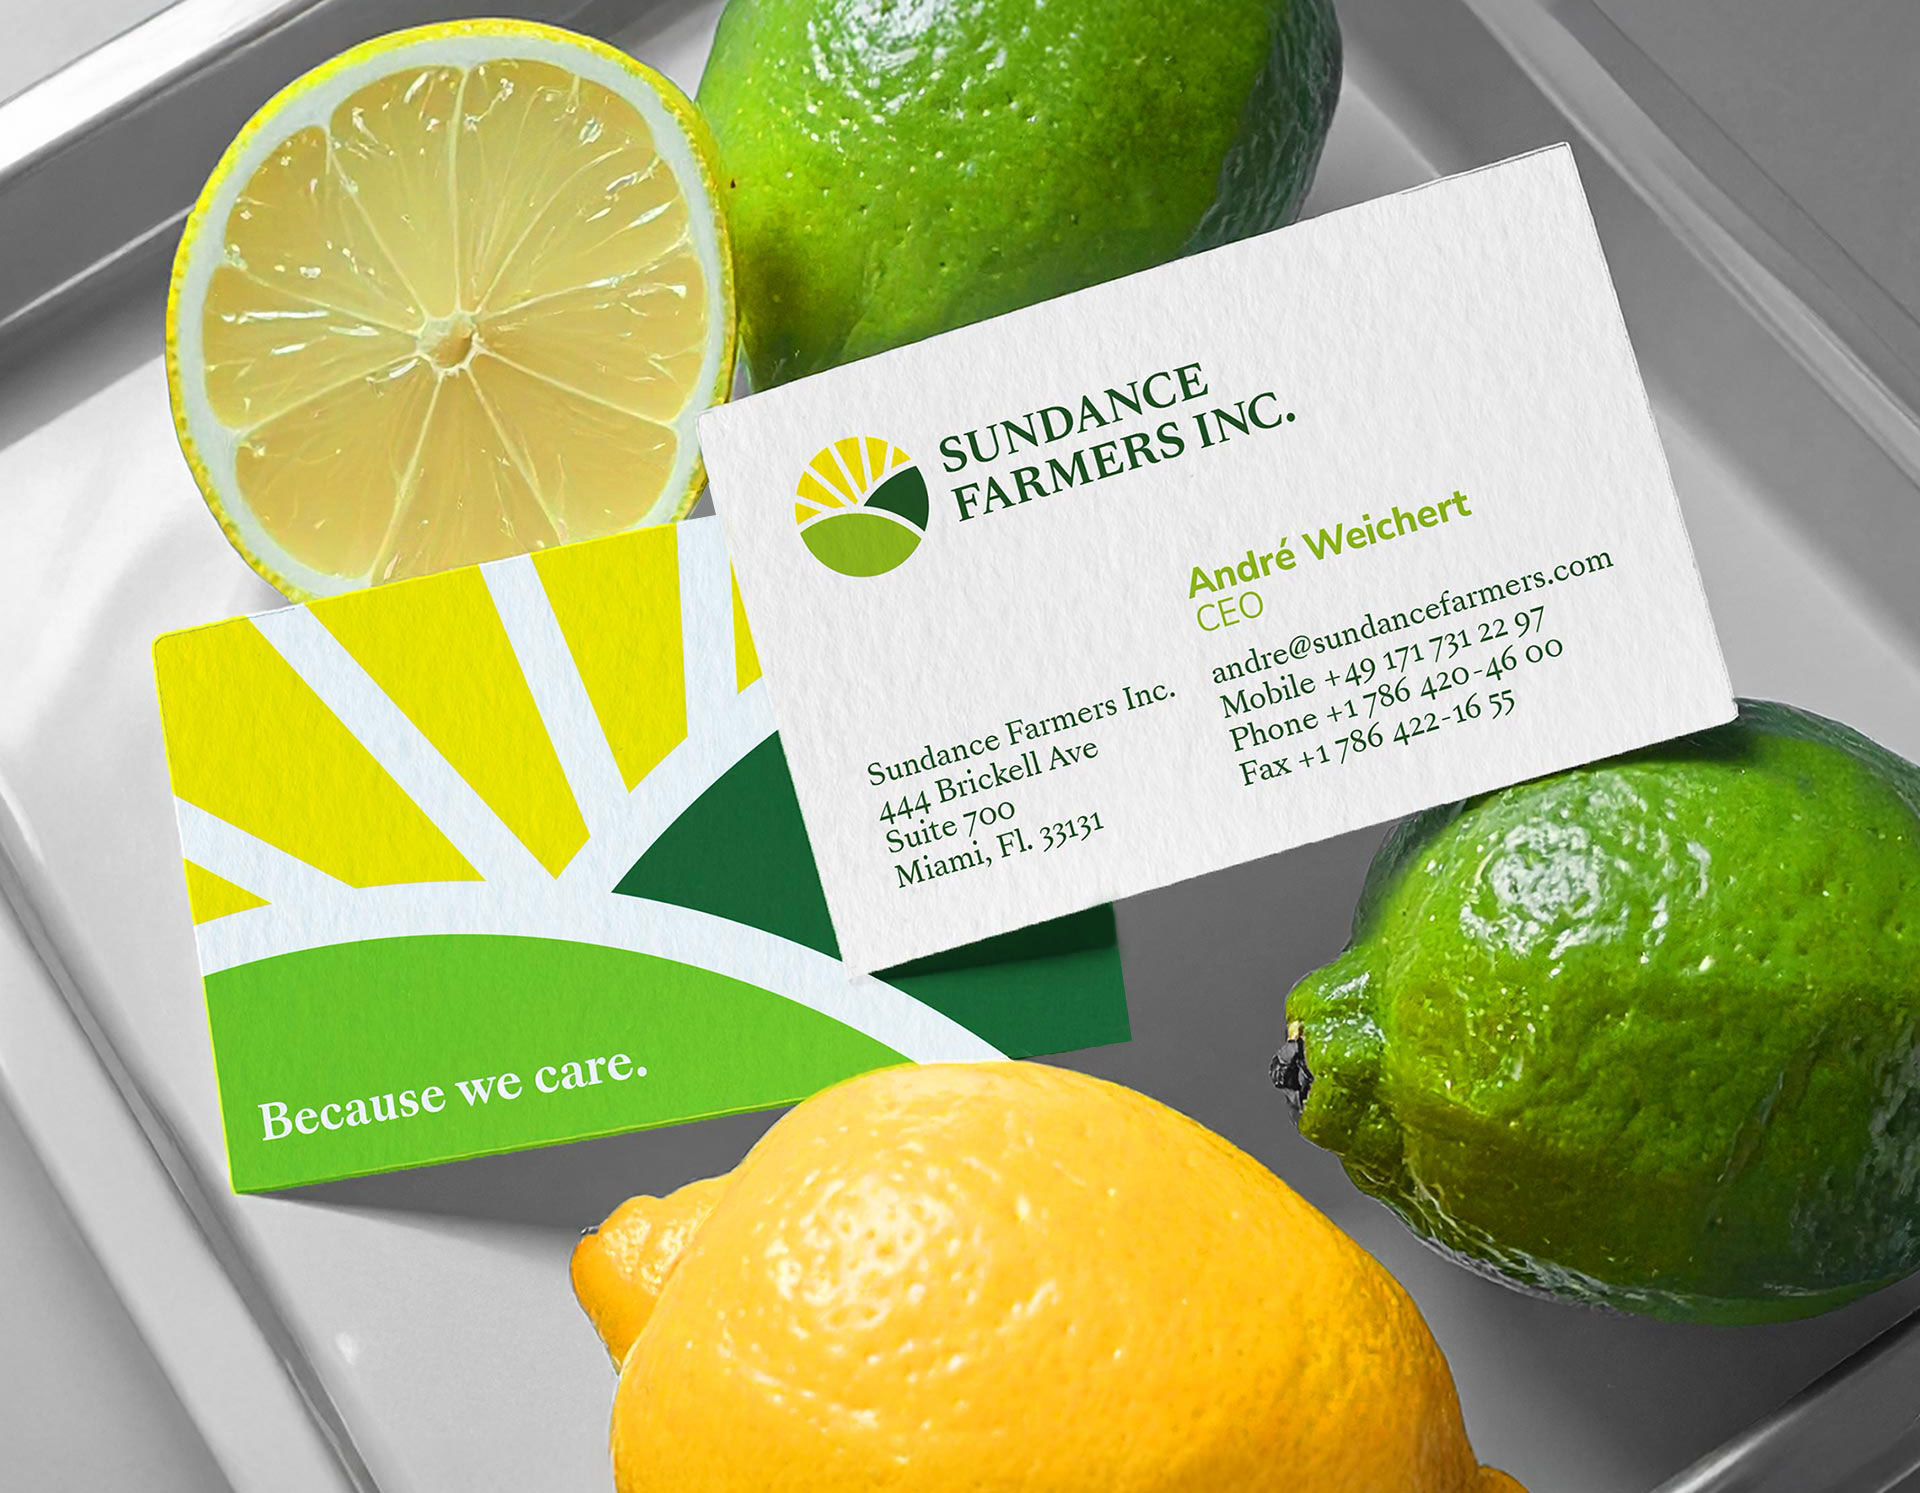 SUNDANCE
FARMERS INC.
André Weichert
CEO
andre@sundancefarmers.com
Mobile +49 171 731 22 97
Phone +1 786 420-46 00
Fax +1 786 422-16 55
Sundance Farmers Inc.
444 Brickell Ave
Suite 700
Miami, Fl. 33131
Because we care.